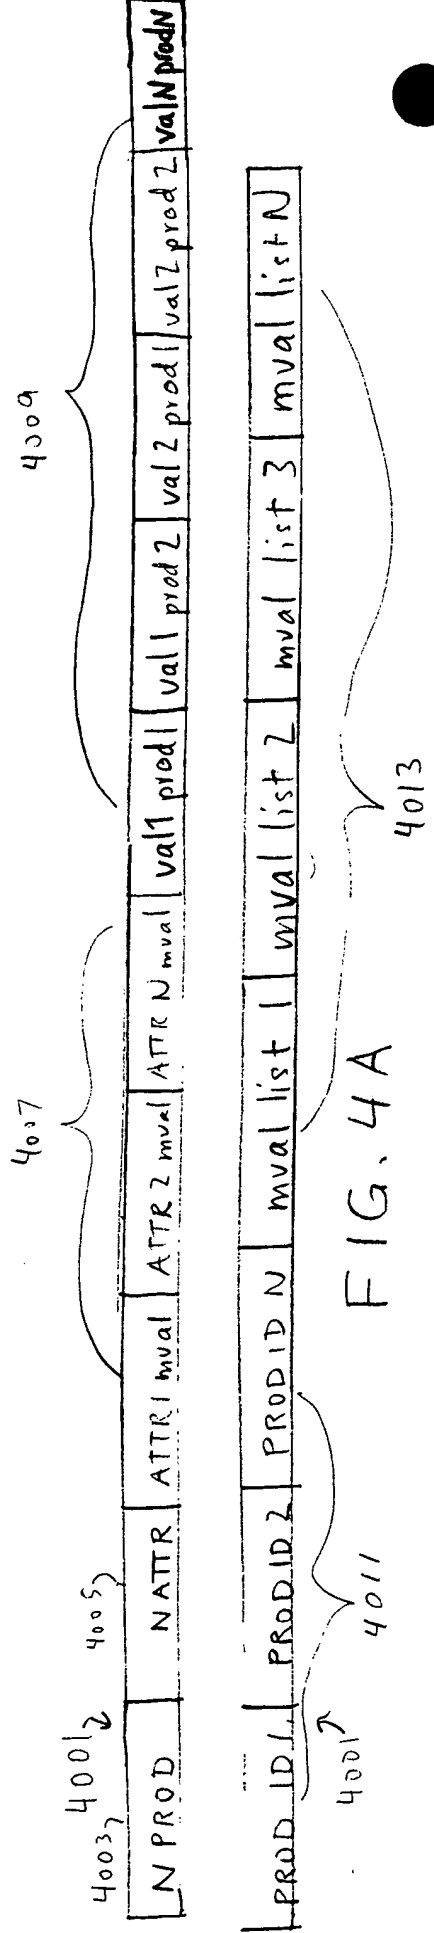 4009
4007
4001
4003
4005
NPROD NATTR ATTR1 mval ATTR 2 mval ATTR N mval val1 prod1 val1 prod2 val2 prod1 val2 prod2 valN prodN
PROD ID1 PROD ID2 PROD ID N mval list 1 mval list 2 mval list 3 mval list N
4001
4011
4013
FIG. 4A